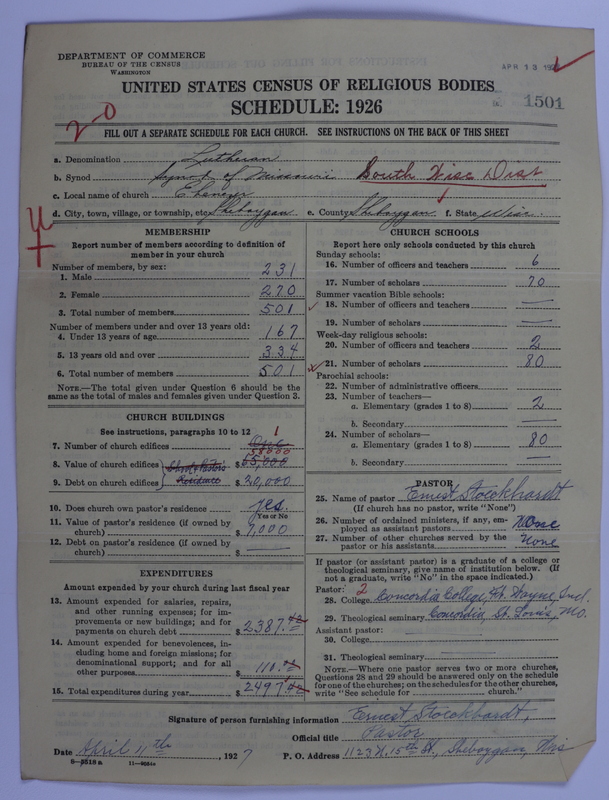 DEPARTMENT OF COMMERCE
BUREAU OF THE CENSUS
WASHINGTON
APR 13 192
1501
UNITED STATES CENSUS OF RELIGIOUS BODIES
SCHEDULE: 1926
2-0
FILL OUT A SEPARATE SCHEDULE FOR EACH CHURCH. SEE INSTRUCTIONS ON THE BACK OF THIS SHEET
a. Denomination Lutheran
b. Synod Synod of Missouri South Wisc Dist
c. Local name of church Ebenezer
d. City, town, village, or township, etc. Sheboygan e. County Sheboygan f. State Wisc.
MEMBERSHIP
Report number of members according to definition of member in your church
Number of members, by sex:
1. Male 231
2. Female 270
3. Total number of members 501
Number of members under and over 13 years old:
4. Under 13 years of age 167
5. 13 years old and over 334
6. Total number of members 501
NOTE.—The total given under Question 6 should be the same as the total of males and females given under Question 3.
CHURCH BUILDINGS
See instructions, paragraphs 10 to 12
7. Number of church edifices One 1
58000
8. Value of church edifices $65,000
9. Debt on church edifices Residence $20,000
10. Does church own pastor's residence yes.
Yes or No
11. Value of pastor's residence (if owned by church) $7,000
12. Debt on pastor's residence (if owned by church) $ —
EXPENDITURES
Amount expended by your church during last fiscal year
13. Amount expended for salaries, repairs, and other running expenses; for improvements or new buildings; and for payments on church debt $2387.42
14. Amount expended for benevolences, including home and foreign missions; for denominational support; and for all other purposes $110.
15. Total expenditures during year $2497.
CHURCH SCHOOLS
Report here only schools conducted by this church
Sunday schools:
16. Number of officers and teachers 6
17. Number of scholars 70
Summer vacation Bible schools:
18. Number of officers and teachers —
19. Number of scholars —
Week-day religious schools:
20. Number of officers and teachers 2
21. Number of scholars 80
Parochial schools:
22. Number of administrative officers
23. Number of teachers—
a. Elementary (grades 1 to 8) 2
b. Secondary —
24. Number of scholars—
a. Elementary (grades 1 to 8) 80
b. Secondary —
PASTOR
25. Name of pastor Ernest Stoeckhardt
(If church has no pastor, write "None")
26. Number of ordained ministers, if any, employed as assistant pastors None
27. Number of other churches served by the pastor or his assistants None
If pastor (or assistant pastor) is a graduate of a college or theological seminary, give name of institution below. (If not a graduate, write "No" in the space indicated.)
Pastor: 2
28. College Concordia College, Ft. Wayne, Ind.
29. Theological seminary Concordia, St. Louis, Mo.
Assistant pastor:
30. College
31. Theological seminary
NOTE.—Where one pastor serves two or more churches, Questions 28 and 29 should be answered only on the schedule for one of the churches; on the schedules for the other churches, write "See schedule for church."
Signature of person furnishing information Ernest Stoeckhardt,
Official title Pastor
Date April 11th, 1927 P. O. Address 1123 N. 15th St., Sheboygan, Wis
8—5518a 11—9554